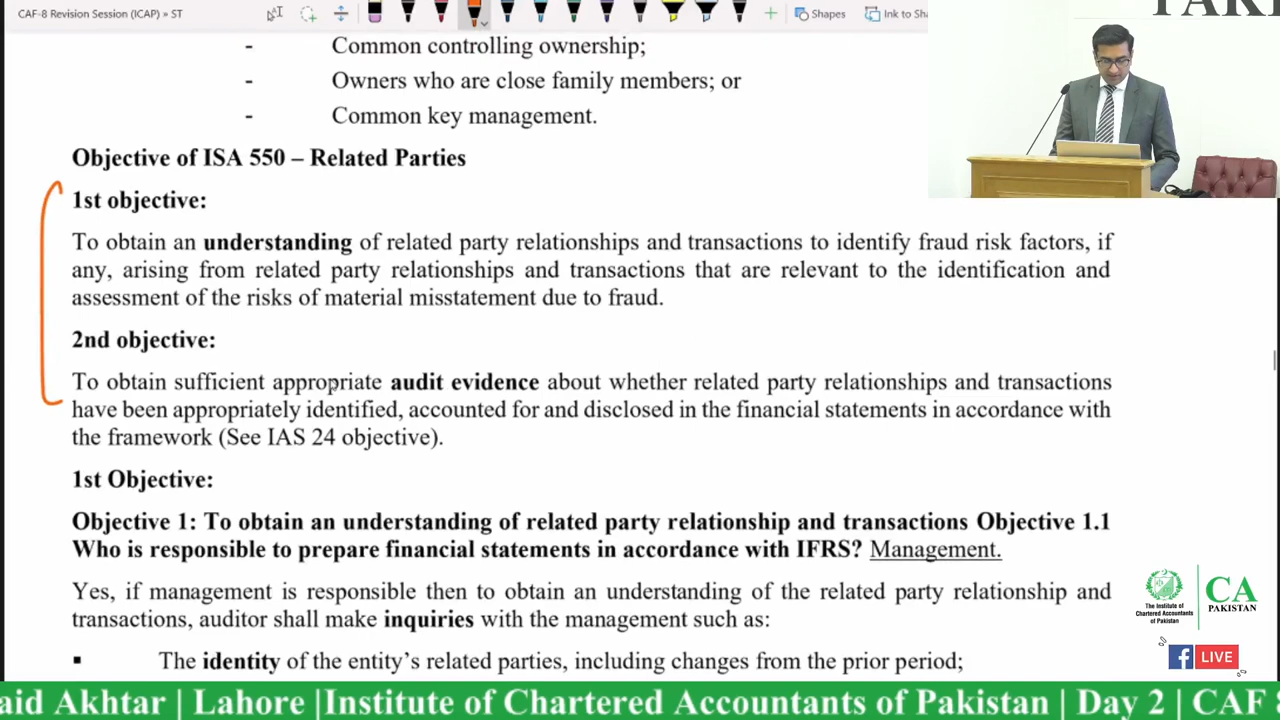 CAF-8 Revision Session (ICAP) » ST
Shapes
Ink to Sha
- Common controlling ownership;
- Owners who are close family members; or
- Common key management.
Objective of ISA 550 – Related Parties
1st objective:
To obtain an understanding of related party relationships and transactions to identify fraud risk factors, if
any, arising from related party relationships and transactions that are relevant to the identification and
assessment of the risks of material misstatement due to fraud.
2nd objective:
To obtain sufficient appropriate audit evidence about whether related party relationships and transactions
have been appropriately identified, accounted for and disclosed in the financial statements in accordance with
the framework (See IAS 24 objective).
1st Objective:
Objective 1: To obtain an understanding of related party relationship and transactions Objective 1.1
Who is responsible to prepare financial statements in accordance with IFRS? Management.
Yes, if management is responsible then to obtain an understanding of the related party relationship and
transactions, auditor shall make inquiries with the management such as:
▪ The identity of the entity's related parties, including changes from the prior period;
The Institute of
Chartered Accountants
of Pakistan
CA
PAKISTAN
f LIVE
aid Akhtar | Lahore |Institute of Chartered Accountants of Pakistan | Day 2 | CAF